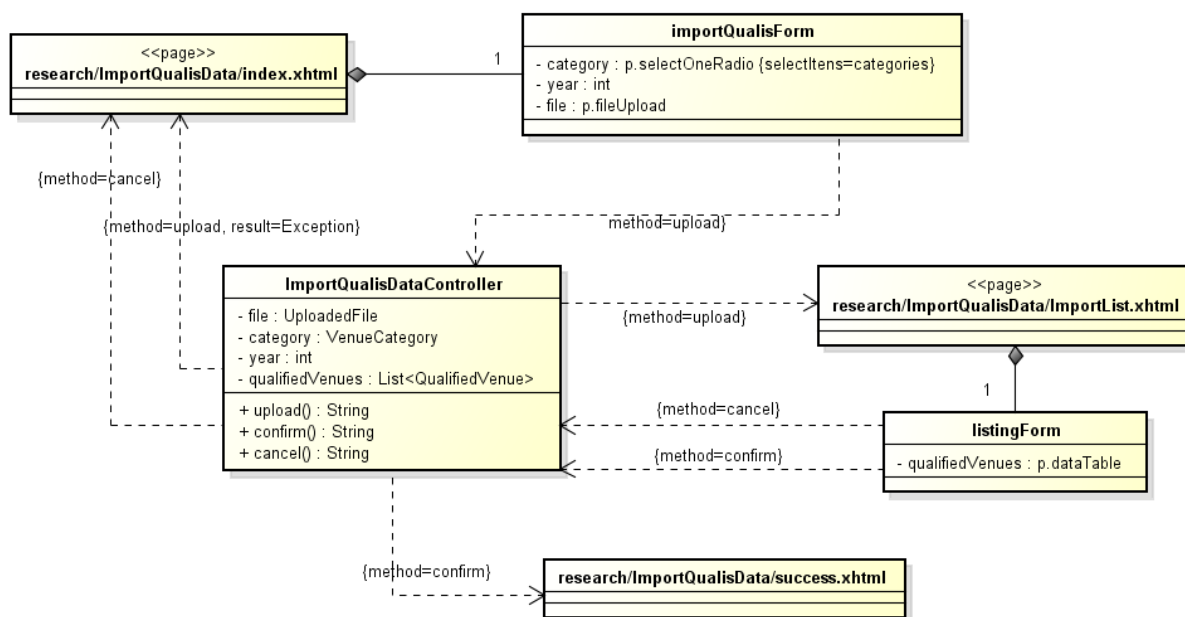 <<page>>
research/ImportQualisData/index.xhtml
1
importQualisForm
- category : p.selectOneRadio {selectItens=categories}
- year : int
- file : p.fileUpload
{method=cancel}
{method=upload, result=Exception}
method=upload}
ImportQualisDataController
- file : UploadedFile
- category : VenueCategory
- year : int
- qualifiedVenues : List<QualifiedVenue>
+ upload() : String
+ confirm() : String
+ cancel() : String
{method=upload}
<<page>>
research/ImportQualisData/ImportList.xhtml
1
{method=cancel}
{method=confirm}
listingForm
- qualifiedVenues : p.dataTable
{method=confirm}
research/ImportQualisData/success.xhtml